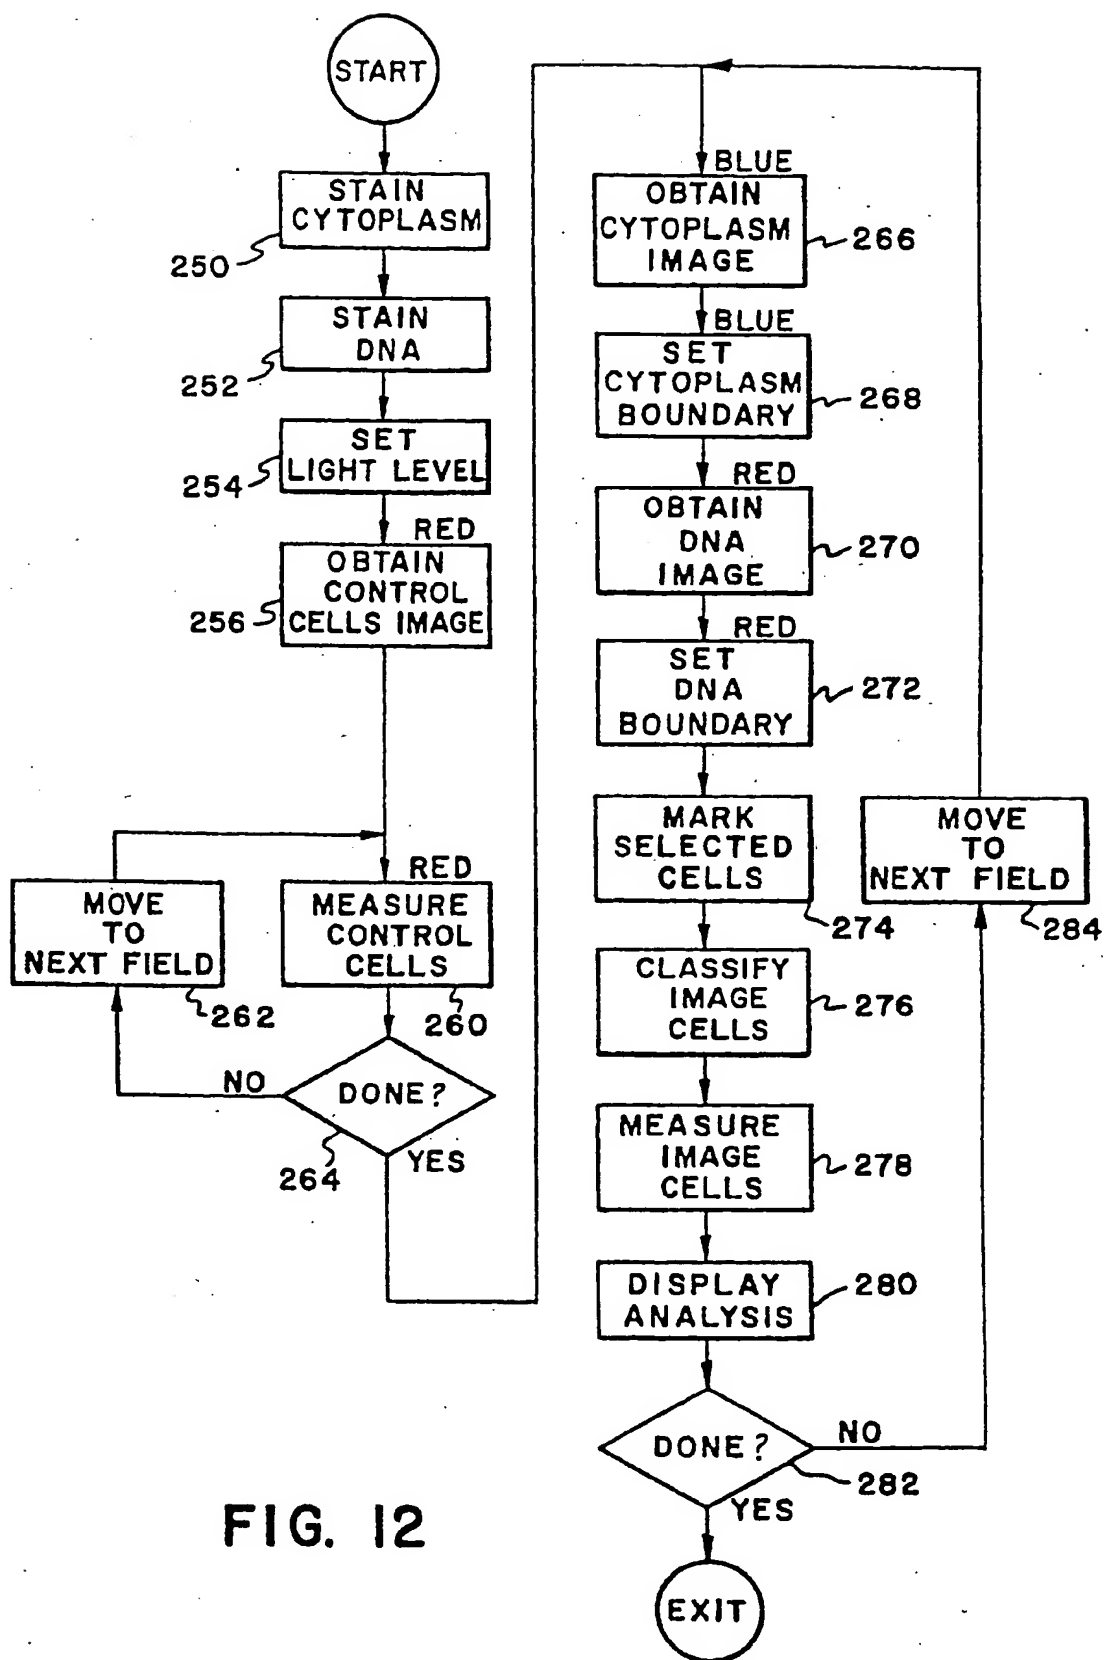 START
STAIN
CYTOPLASM
250
STAIN
DNA
252
SET
LIGHT LEVEL
254
RED
OBTAIN
CONTROL
CELLS IMAGE
256
RED
MEASURE
CONTROL
CELLS
260
MOVE
TO
NEXT FIELD
262
DONE?
NO
YES
264
BLUE
OBTAIN
CYTOPLASM
IMAGE
266
BLUE
SET
CYTOPLASM
BOUNDARY
268
RED
OBTAIN
DNA
IMAGE
270
RED
SET
DNA
BOUNDARY
272
MARK
SELECTED
CELLS
274
CLASSIFY
IMAGE
CELLS
276
MEASURE
IMAGE
CELLS
278
DISPLAY
ANALYSIS
280
DONE?
NO
282
YES
MOVE
TO
NEXT FIELD
284
EXIT
FIG. 12